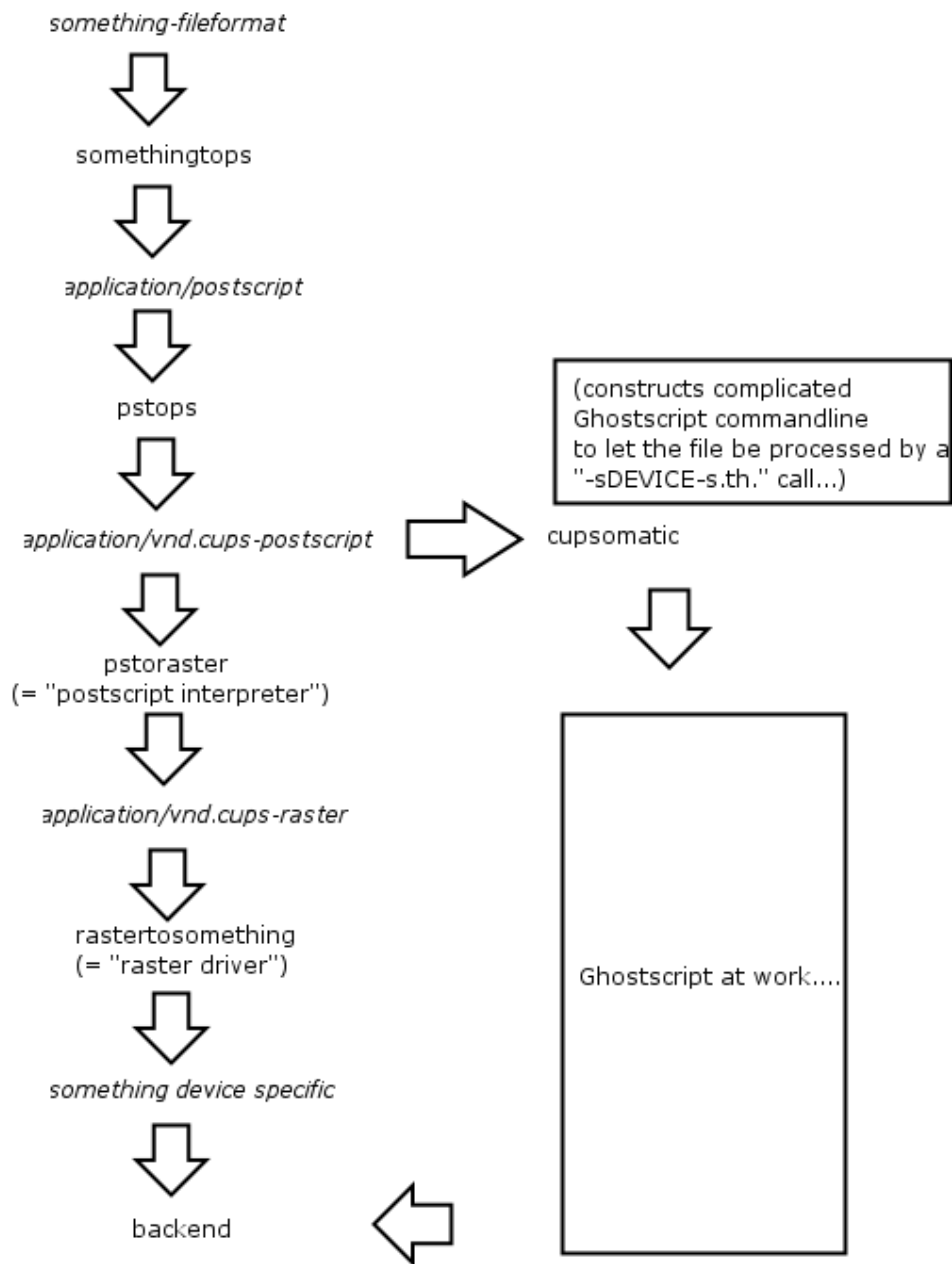 something-fileformat
somethingtops
application/postscript
pstops
application/vnd.cups-postscript
pstoraster
(= "postscript interpreter")
application/vnd.cups-raster
rastertosomething
(= "raster driver")
something device specific
backend
(constructs complicated
Ghostscript commandline
to let the file be processed by a
"-sDEVICE-s.th." call...)
cupsomatic
Ghostscript at work....